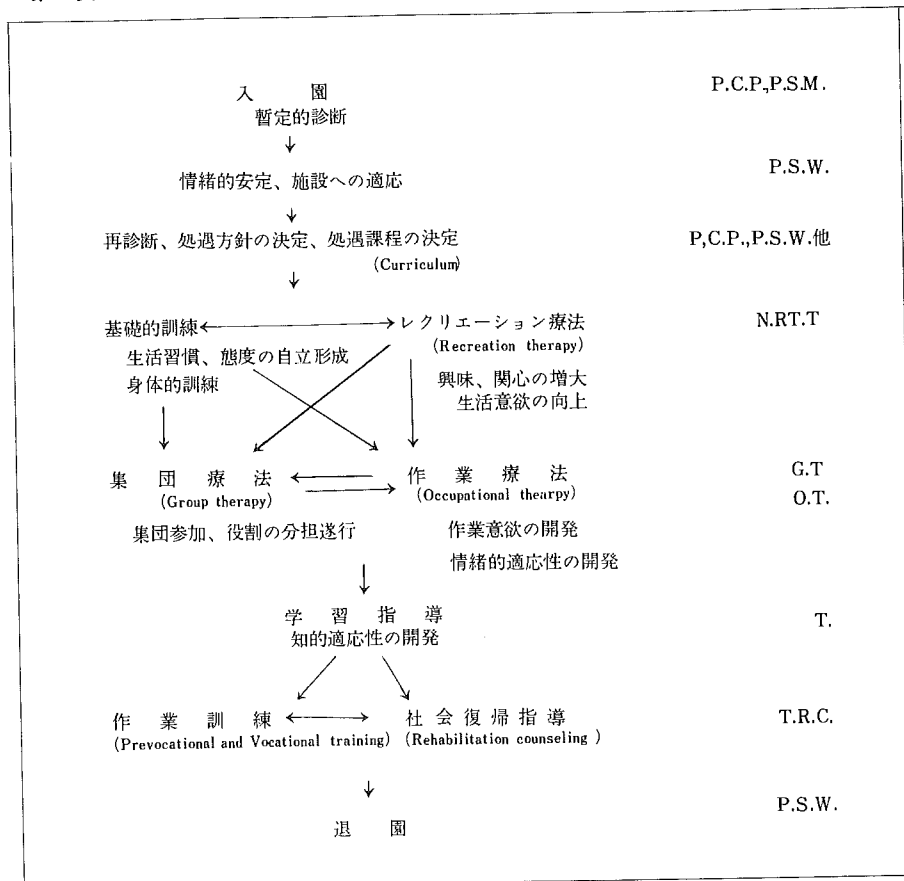 入園 P.C.P.,P.S.M.
暫定的診断
情緒的安定、施設への適応 P.S.W.
再診断、処遇方針の決定、処遇課程の決定 P,C.P.,P.S.W.他
(Curriculum)
基礎的訓練 レクリエーション療法 N.RT.T
生活習慣、態度の自立形成 (Recreation therapy)
身体的訓練 興味、関心の増大
生活意欲の向上
集団療法 作業療法 G.T
(Group therapy) (Occupational thearpy) O.T.
集団参加、役割の分担遂行 作業意欲の開発
情緒的適応性の開発
学習指導 T.
知的適応性の開発
作業訓練 社会復帰指導 T.R.C.
(Prevocational and Vocational training) (Rehabilitation counseling )
P.S.W.
退園